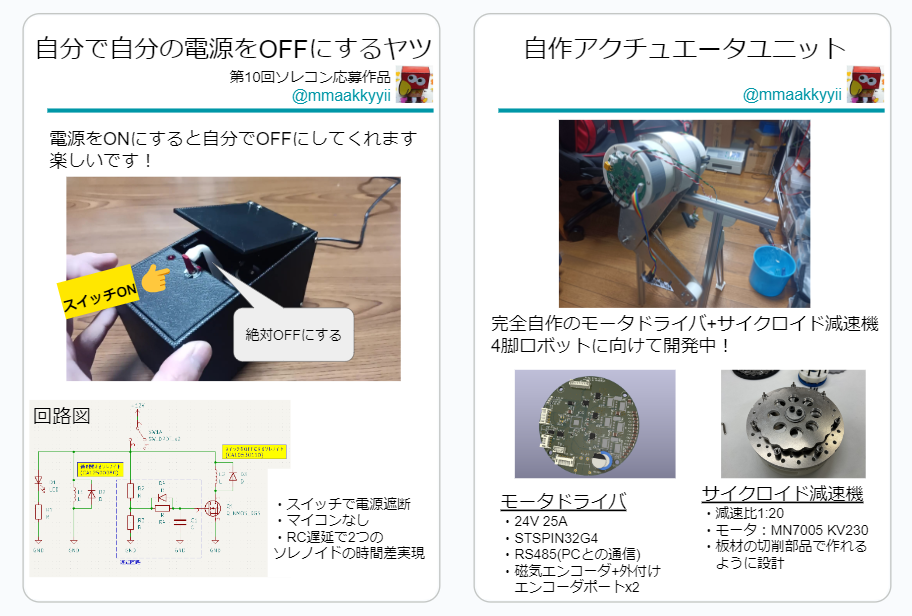 自分で自分の電源をOFFにするヤツ
第10回ソレコン応募作品
@mmaakkyyii
電源をONにすると自分でOFFにしてくれます
楽しいです！
スイッチON
絶対OFFにする
回路図
GND
GND
GND
GND
GND
・スイッチで電源遮断
・マイコンなし
・RC遅延で2つの
ソレノイドの時間差実現
自作アクチュエータユニット
@mmaakkyyii
完全自作のモータドライバ+サイクロイド減速機
4脚ロボットに向けて開発中！
モータドライバ
・24V 25A
・STSPIN32G4
・RS485(PCとの通信)
・磁気エンコーダ+外付け
エンコーダポートx2
サイクロイド減速機
・減速比1:20
・モータ：MN7005 KV230
・板材の切削部品で作れる
ように設計